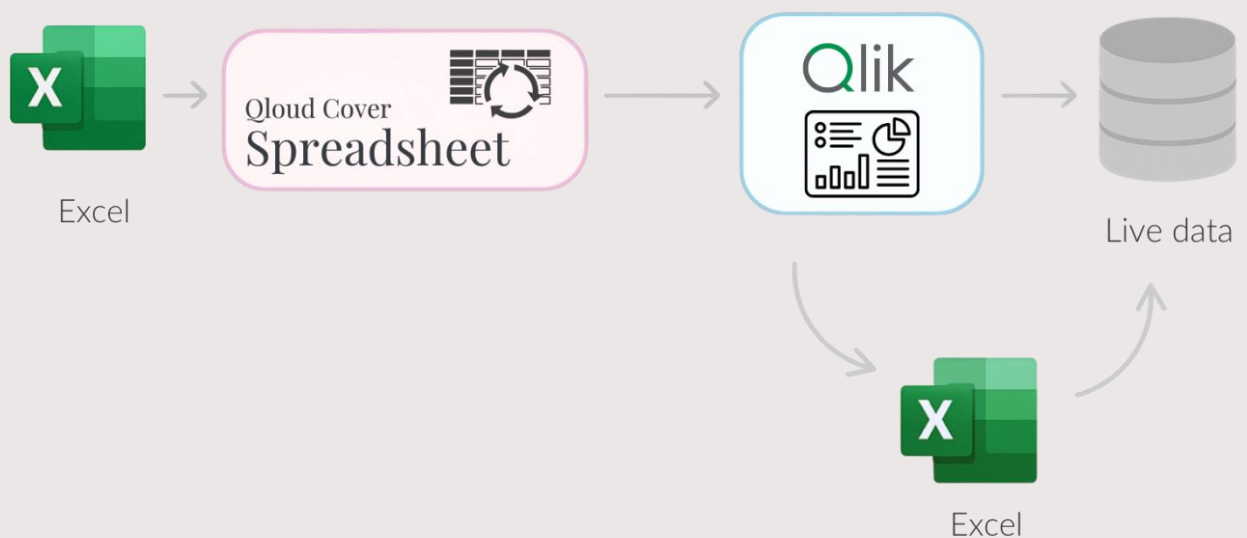 X
Excel
Qloud Cover
Spreadsheet
Qlik
Live data
X
Excel